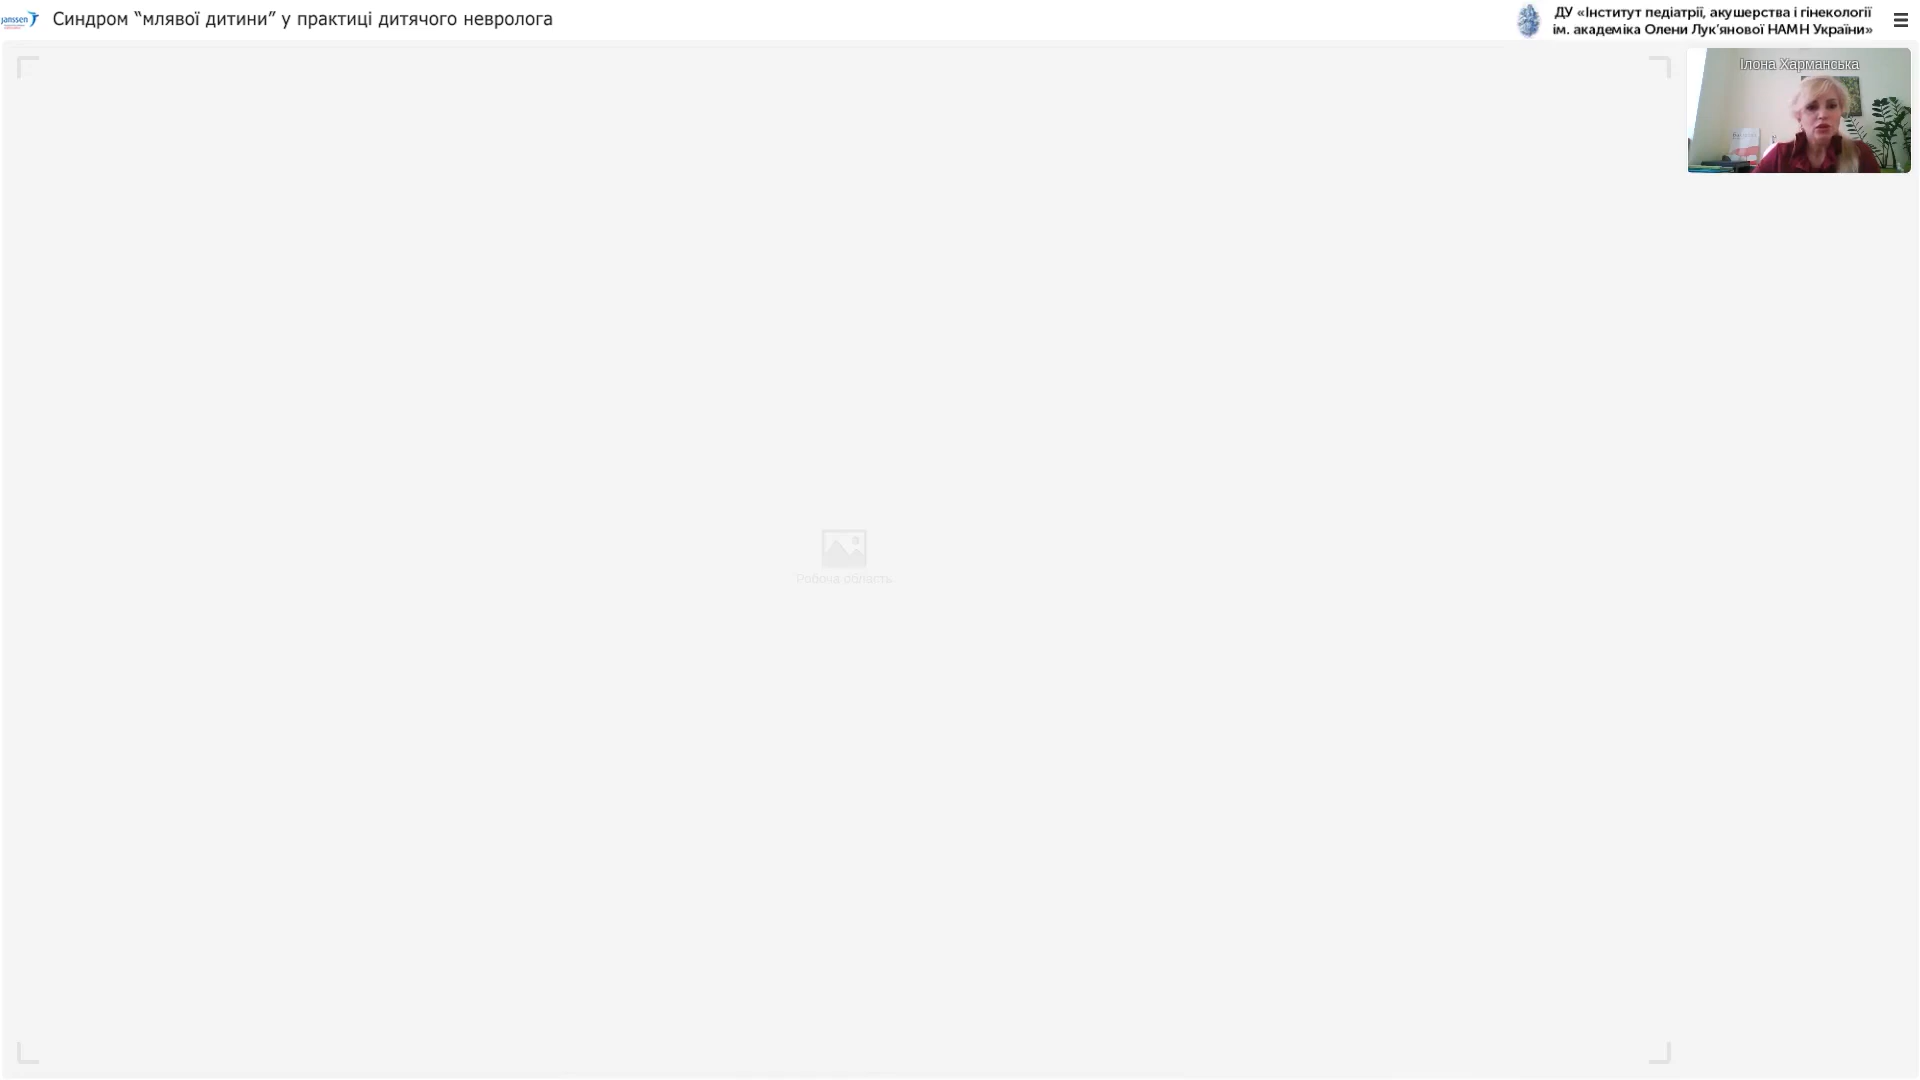 janssen
Синдром “млявої дитини” у практиці дитячого невролога
ДУ «Інститут педіатрії, акушерства і гінекології
ім. академіка Олени Лук’янової НАМН України»
Ілона Харманська
Робоча область